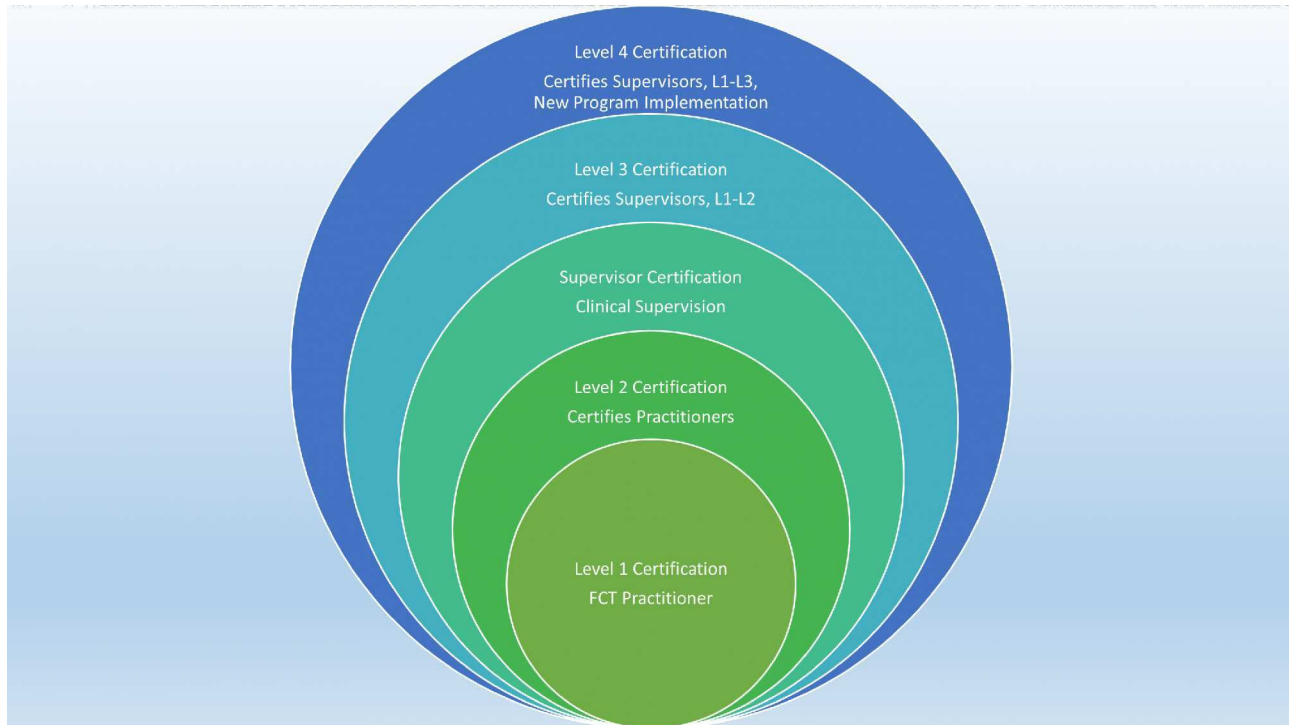 Level 4 Certification
Certifies Supervisors, L1-L3,
New Program Implementation
Level 3 Certification
Certifies Supervisors, L1-L2
Supervisor Certification
Clinical Supervision
Level 2 Certification
Certifies Practitioners
Level 1 Certification
FCT Practitioner